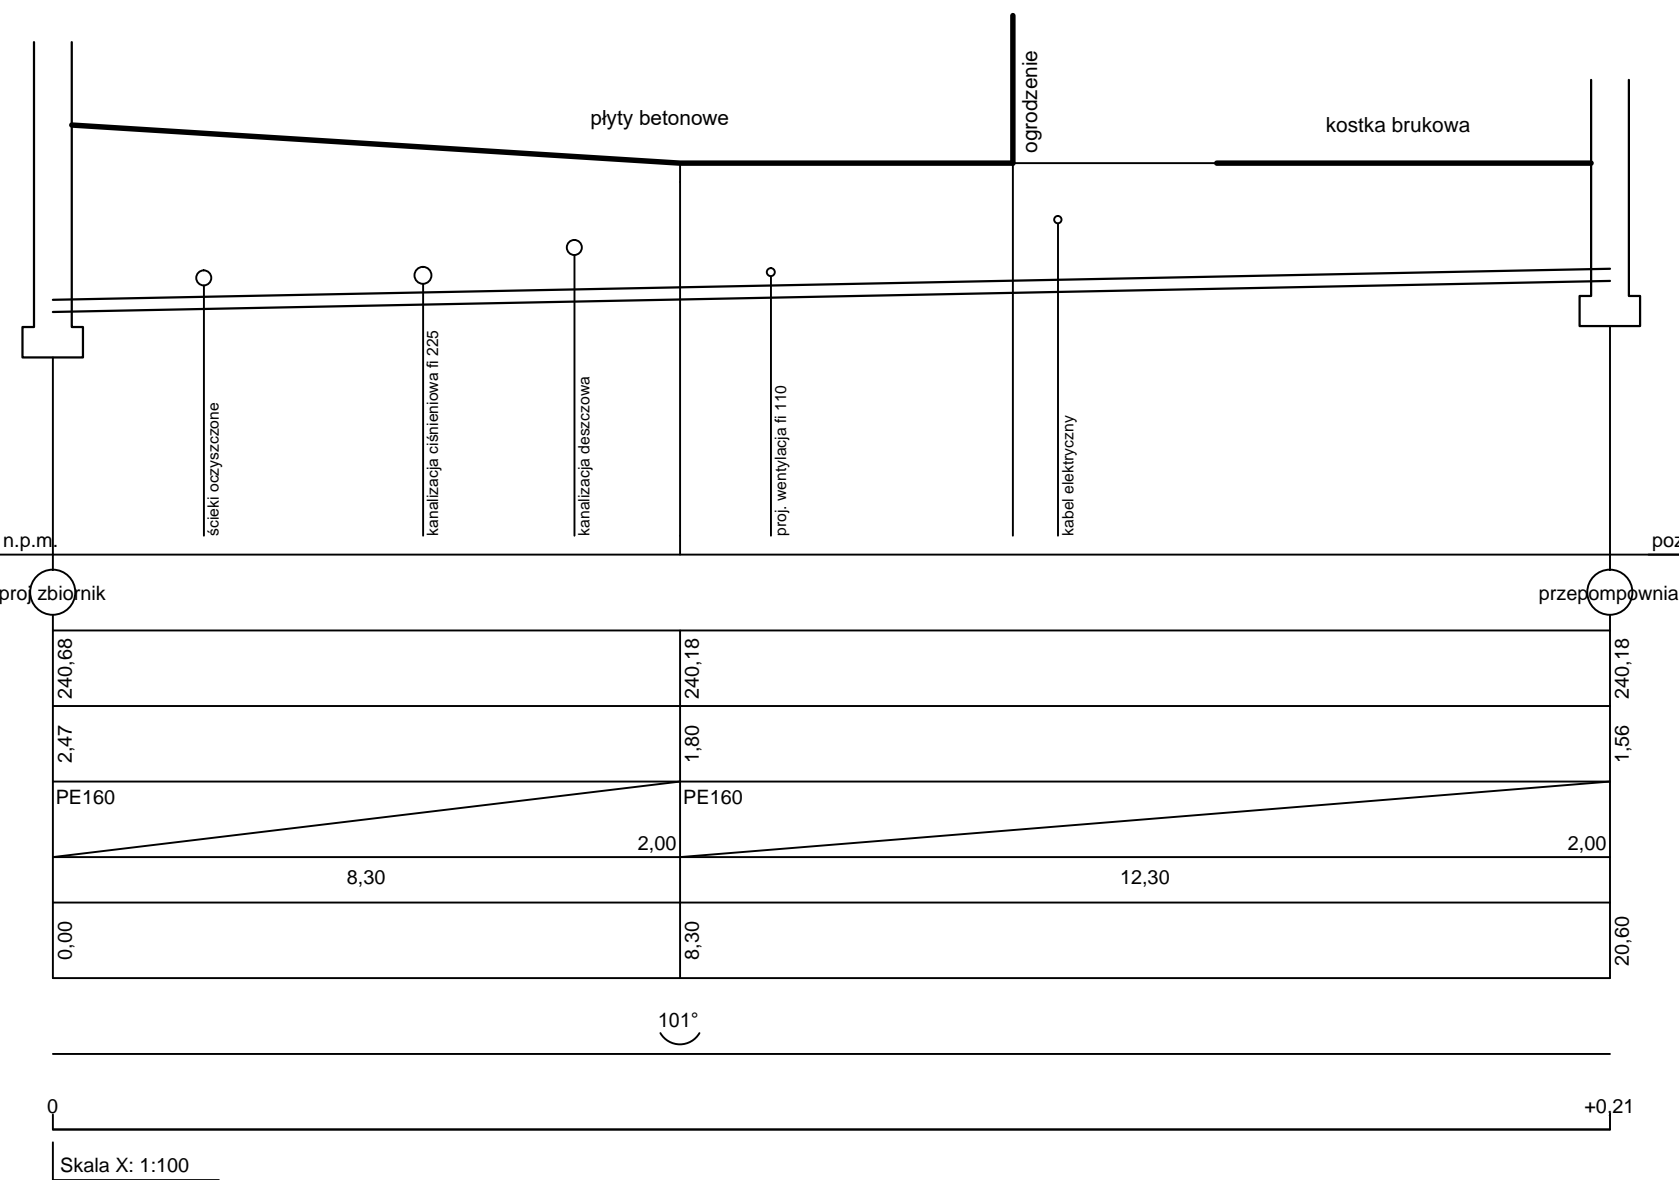 płyty betonowe
ogrodzenie
kostka brukowa
ścieki oczyszczone
kanalizacja ciśnieniowa fi 225
kanalizacja deszczowa
proj. wentylacja fi 110
kabel elektryczny
n.p.m.
poz
proj zbiornik
przepompownia
240,68
240,18
240,18
2,47
1,80
1,56
PE160
PE160
2,00
2,00
8,30
12,30
0,00
8,30
20,60
101°
0
+0,21
Skala X: 1:100